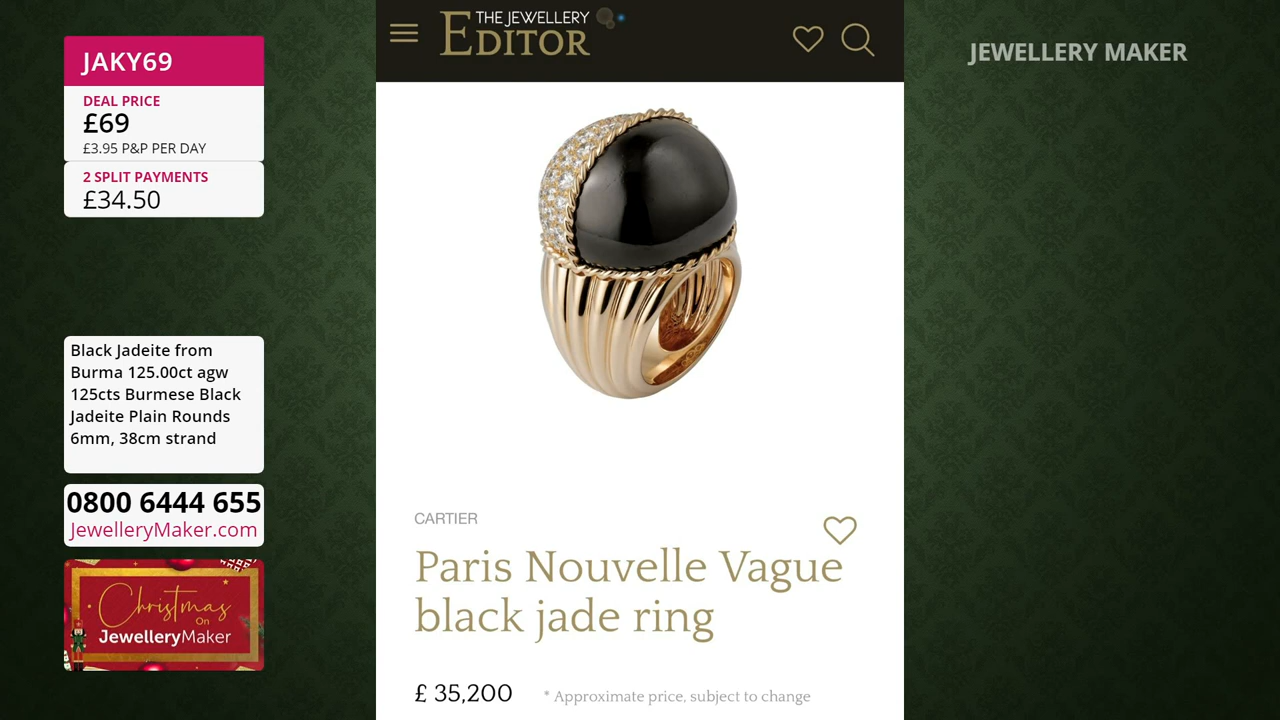 JAKY69
DEAL PRICE
£69
£3.95 P&P PER DAY
2 SPLIT PAYMENTS
£34.50
Black Jadeite from
Burma 125.00ct agw
125cts Burmese Black
Jadeite Plain Rounds
6mm, 38cm strand
0800 6444 655
JewelleryMaker.com
Christmas
On
JewelleryMaker
THE JEWELLERY
EDITOR
CARTIER
Paris Nouvelle Vague
black jade ring
£ 35,200
* Approximate price, subject to change
JEWELLERY MAKER